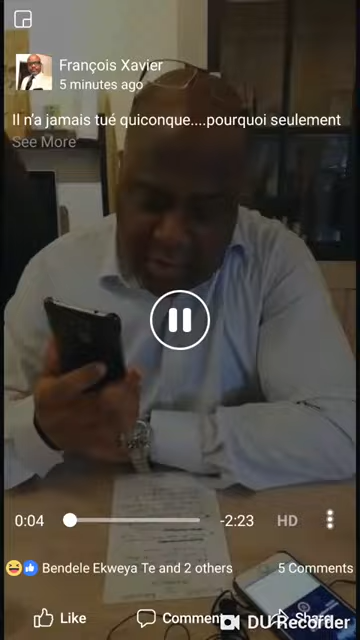 François Xavier
5 minutes ago
Il n'a jamais tué quiconque....pourquoi seulement
See More
0:04
-2:23
HD
Bendele Ekweya Te and 2 others
5 Comments
Like
Comment
Share
DU Recorder